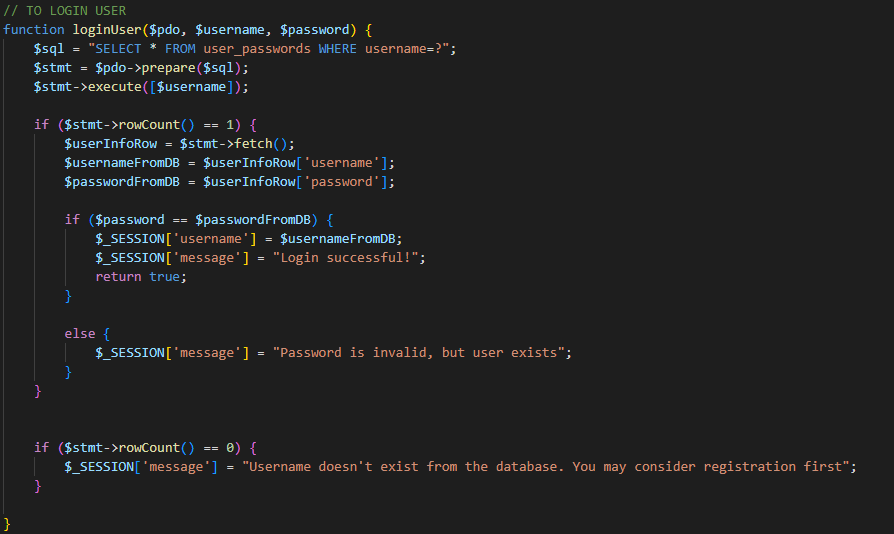 // TO LOGIN USER
function loginUser($pdo, $username, $password) {
    $sql = "SELECT * FROM user_passwords WHERE username=?";
    $stmt = $pdo->prepare($sql);
    $stmt->execute([$username]);

    if ($stmt->rowCount() == 1) {
        $userInfoRow = $stmt->fetch();
        $usernameFromDB = $userInfoRow['username'];
        $passwordFromDB = $userInfoRow['password'];

        if ($password == $passwordFromDB) {
            $_SESSION['username'] = $usernameFromDB;
            $_SESSION['message'] = "Login successful!";
            return true;
        }

        else {
            $_SESSION['message'] = "Password is invalid, but user exists";
        }
    }


    if ($stmt->rowCount() == 0) {
        $_SESSION['message'] = "Username doesn't exist from the database. You may consider registration first";
    }

}